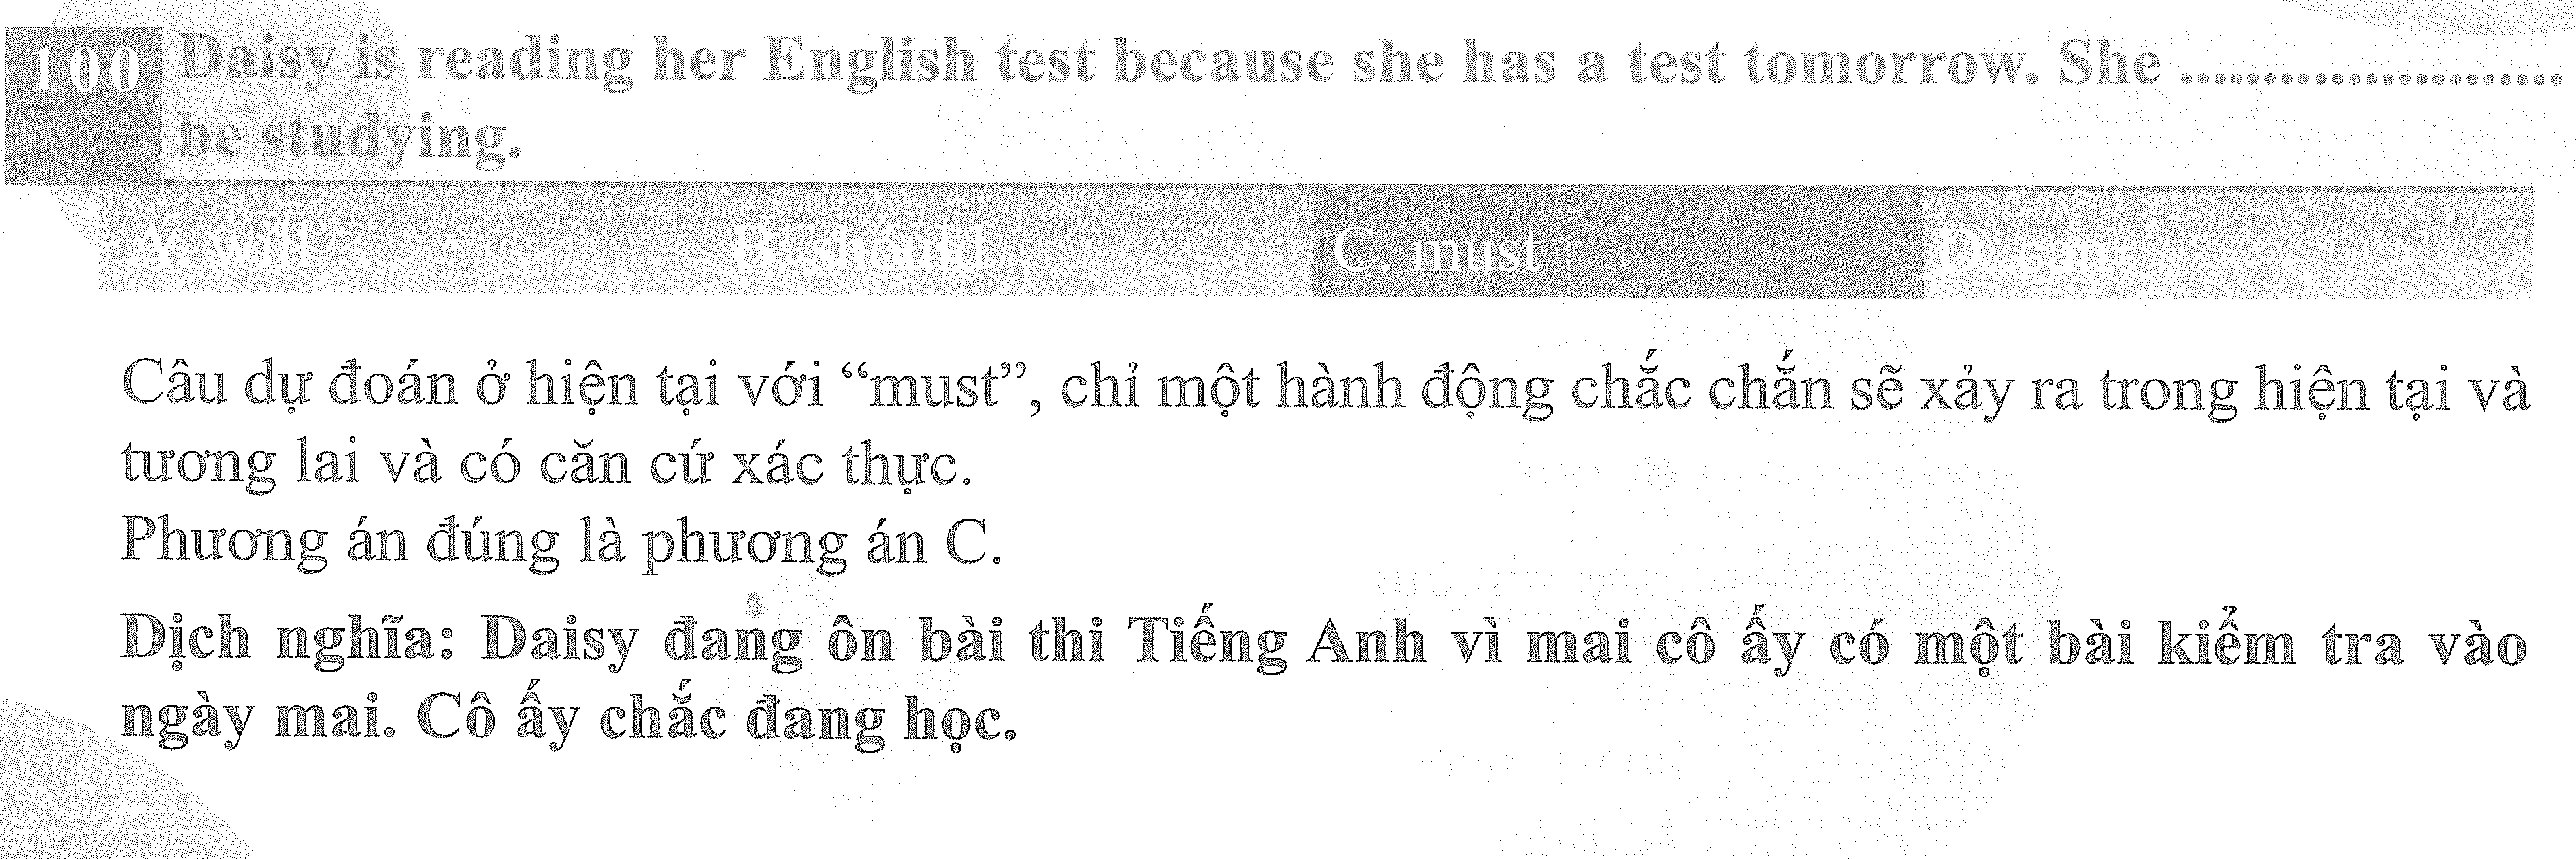 100 Daisy is reading her English test because she has a test tomorrow. She ......................
be studying.
A. will B. should C. must D. can
Câu dự đoán ở hiện tại với “must”, chỉ một hành động chắc chắn sẽ xảy ra trong hiện tại và
tương lai và có căn cứ xác thực.
Phương án đúng là phương án C.
Dịch nghĩa: Daisy đang ôn bài thi Tiếng Anh vì mai cô ấy có một bài kiểm tra vào
ngày mai. Cô ấy chắc đang học.